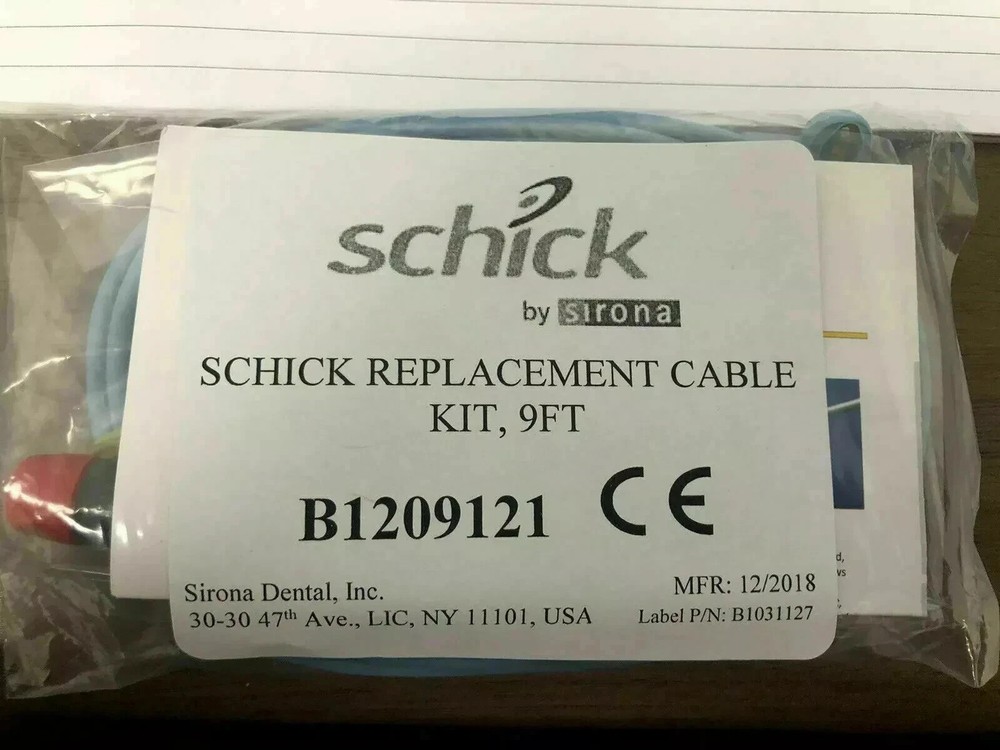 schick
by sirona
SCHICK REPLACEMENT CABLE
KIT, 9FT
B1209121 CE
Sirona Dental, Inc.
30-30 47th Ave., LIC, NY 11101, USA
MFR: 12/2018
Label P/N: B1031127